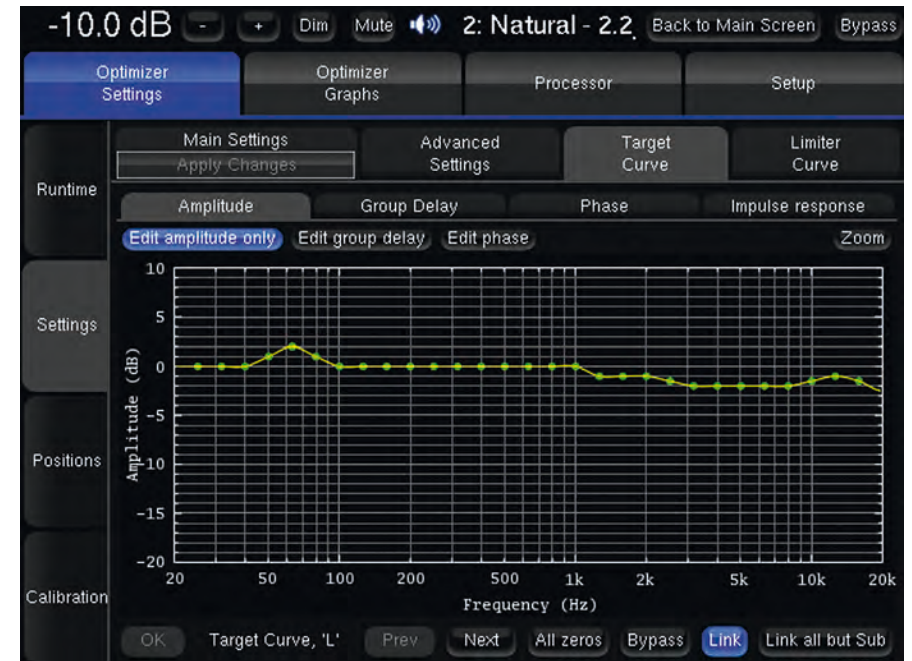 -10.0 dB - + Dim Mute 2: Natural - 2.2. Back to Main Screen Bypass
Optimizer Settings Optimizer Graphs Processor Setup
Runtime
Settings
Positions
Calibration
Main Settings Advanced Settings Target Curve Limiter Curve
Apply Changes
Amplitude Group Delay Phase Impulse response
Edit amplitude only Edit group delay Edit phase Zoom
Amplitude (dB)
10
5
0
-5
-10
-15
-20
20 50 100 200 500 1k 2k 5k 10k 20k
Frequency (Hz)
OK Target Curve, 'L' Prev Next All zeros Bypass Link Link all but Sub